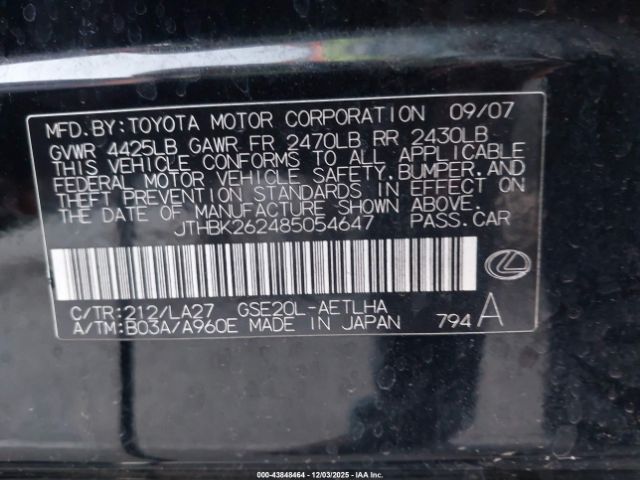 MFD.BY:TOYOTA MOTOR CORPORATION 09/07
GVWR 4425LB GAWR FR 2470LB RR 2430LB
THIS VEHICLE CONFORMS TO ALL APPLICABLE
FEDERAL MOTOR VEHICLE SAFETY,BUMPER,AND
THEFT PREVENTION STANDARDS IN EFFECT ON
THE DATE OF MANUFACTURE SHOWN ABOVE.
JTHBK262485054647 PASS.CAR
C/TR:212/LA27 GSE20L-AETLHA
A/TM:B03A/A960E MADE IN JAPAN 794 A
000-43848464 - 12/03/2025 - IAA Inc.